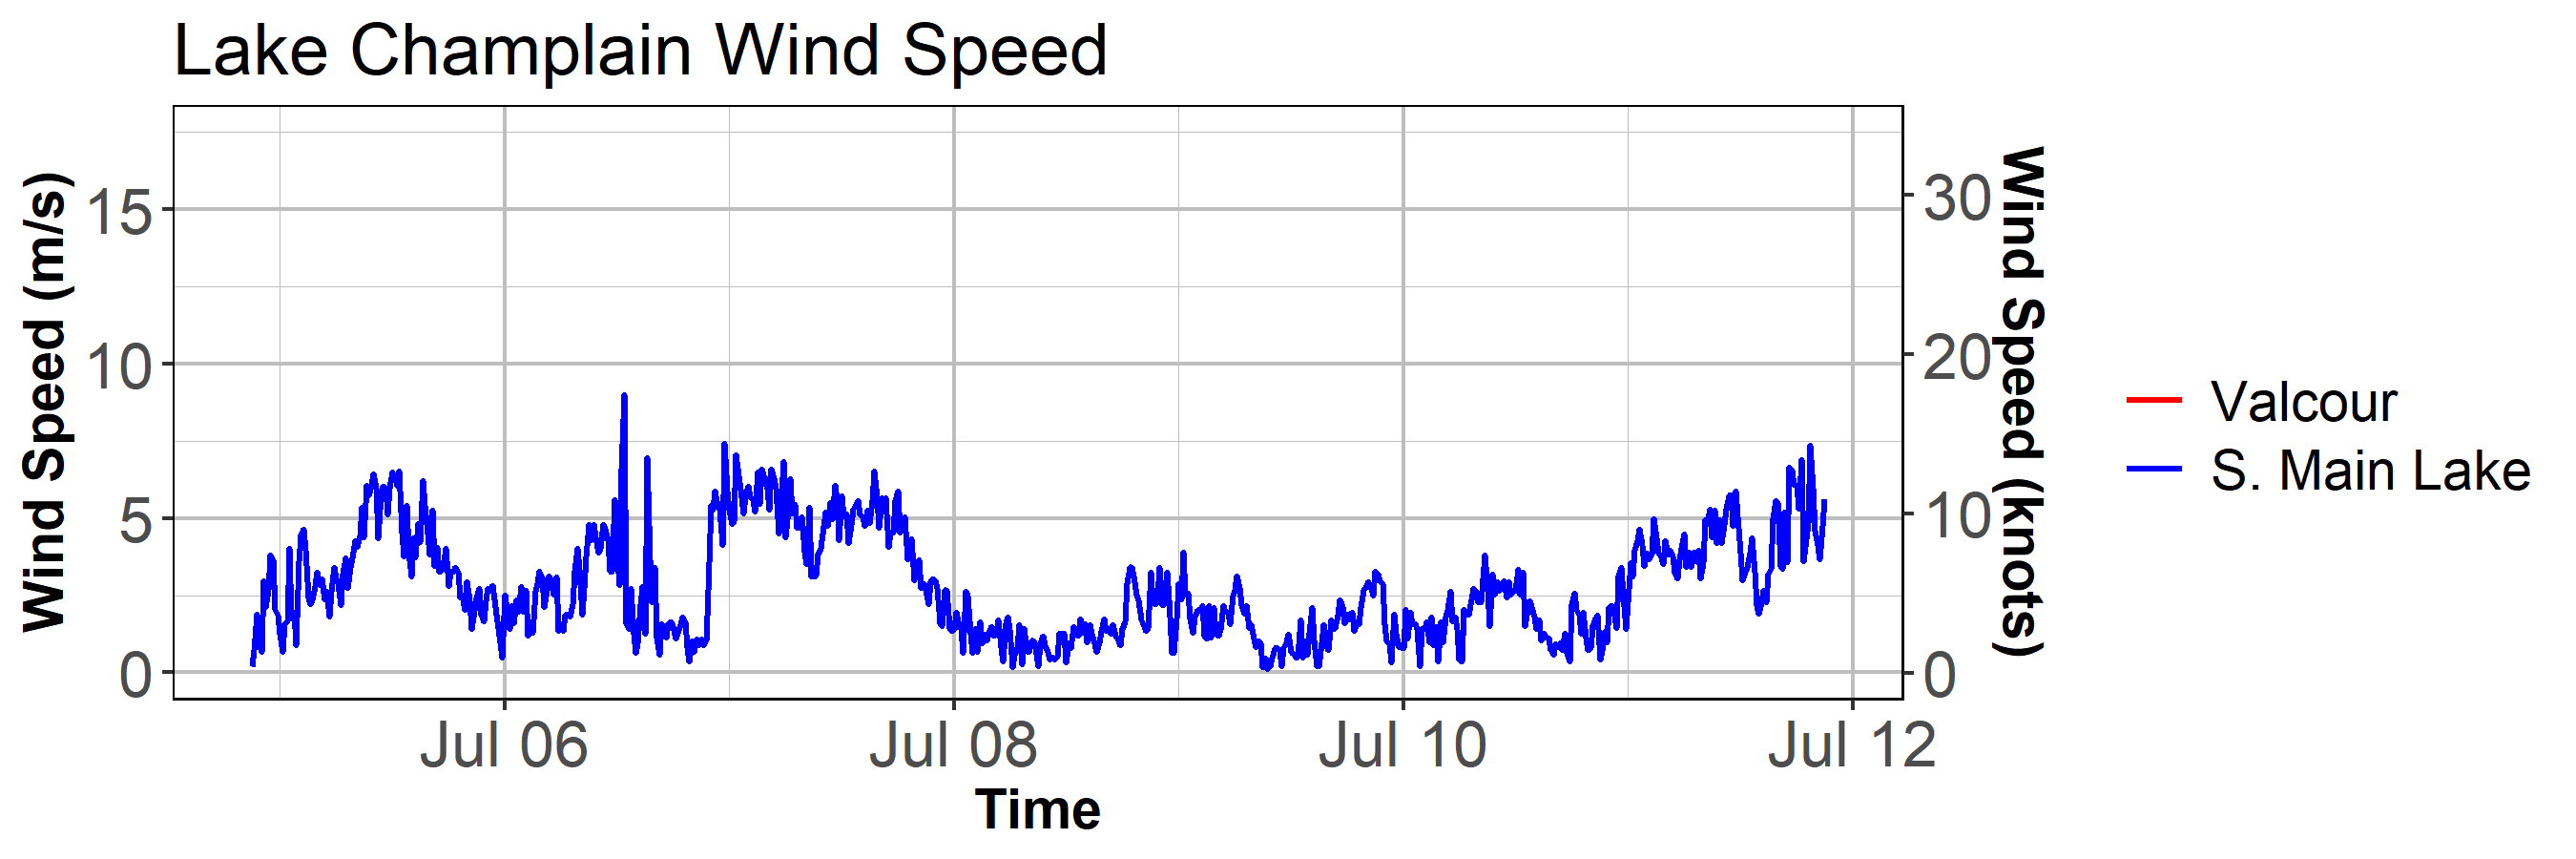 Lake Champlain Wind Speed
Wind Speed (m/s)
15
10
5
0
30
20
10
0
Wind Speed (knots)
Jul 06
Jul 08
Jul 10
Jul 12
Time
Valcour
S. Main Lake